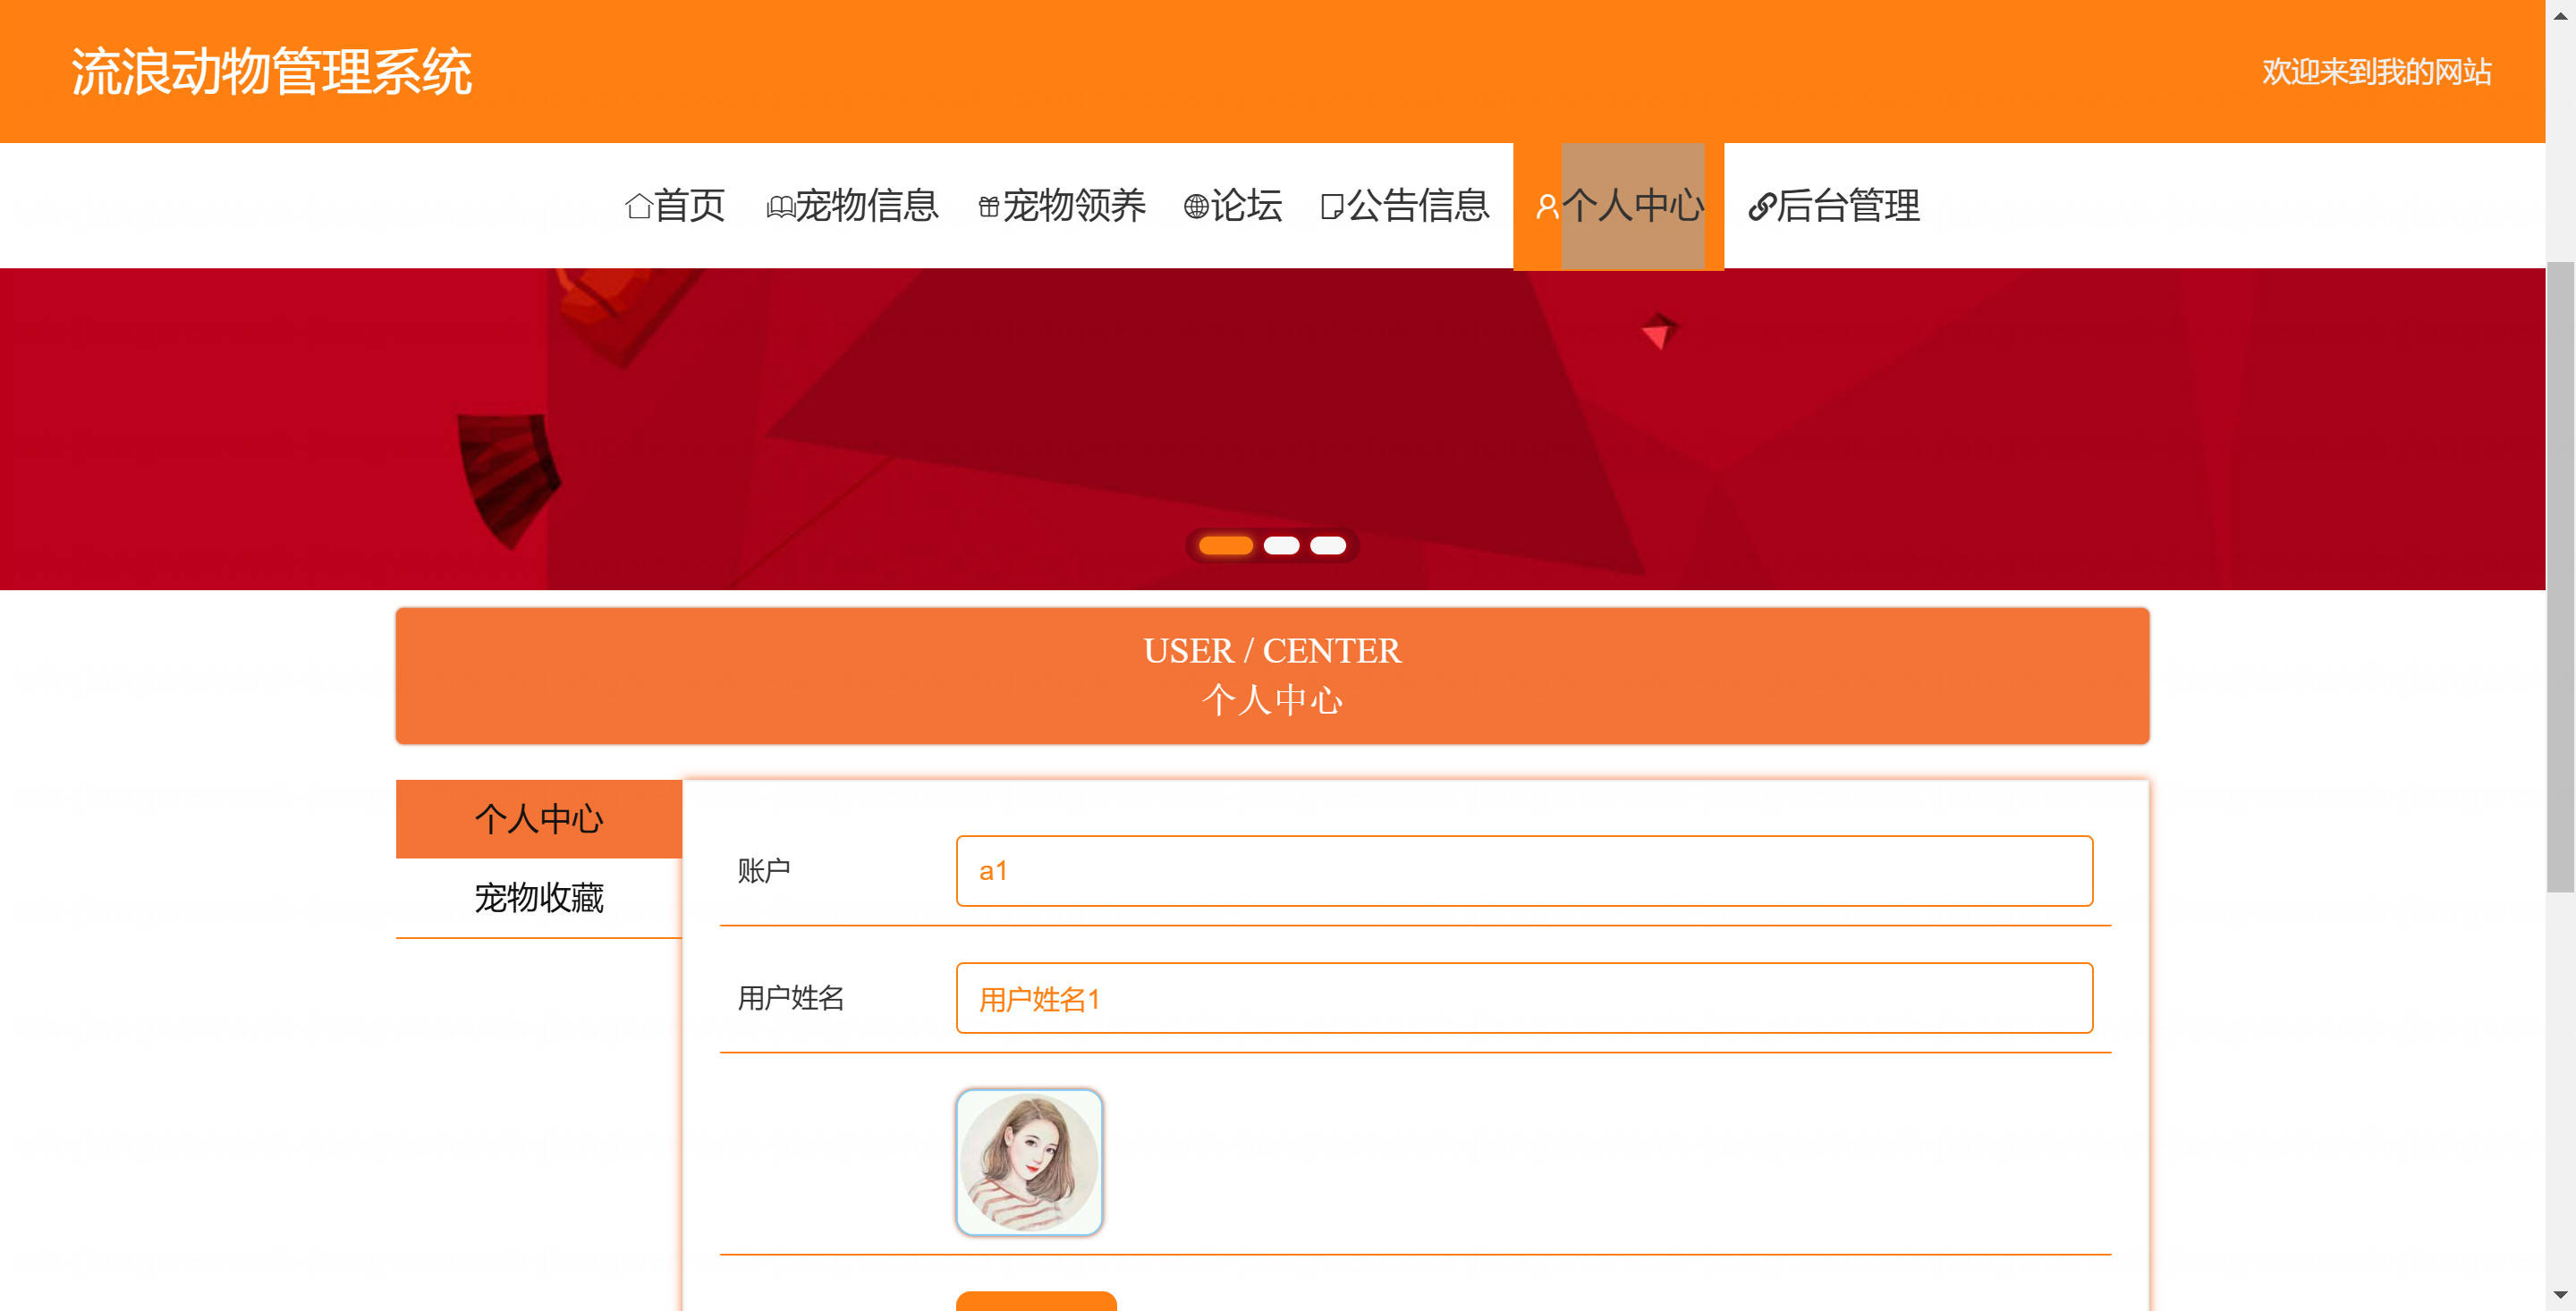 流浪动物管理系统
欢迎来到我的网站
首页 宠物信息 宠物领养 论坛 公告信息 个人中心 后台管理
USER / CENTER
个人中心
个人中心
宠物收藏
账户 a1
用户姓名 用户姓名1